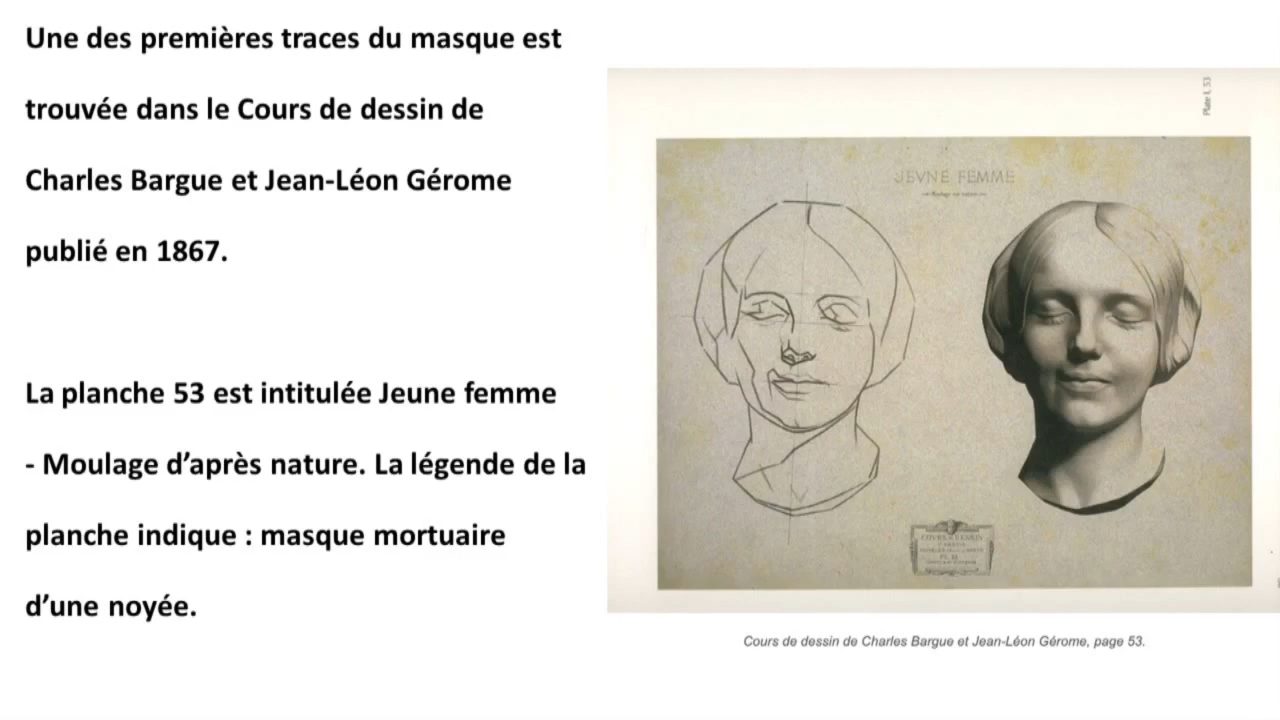 Une des premières traces du masque est
trouvée dans le Cours de dessin de
Charles Bargue et Jean-Léon Gérome
publié en 1867.
La planche 53 est intitulée Jeune femme
- Moulage d’après nature. La légende de la
planche indique : masque mortuaire
d’une noyée.
Plate I, 53
JEVNE FEMME
Cours de dessin de Charles Bargue et Jean-Léon Gérome, page 53.